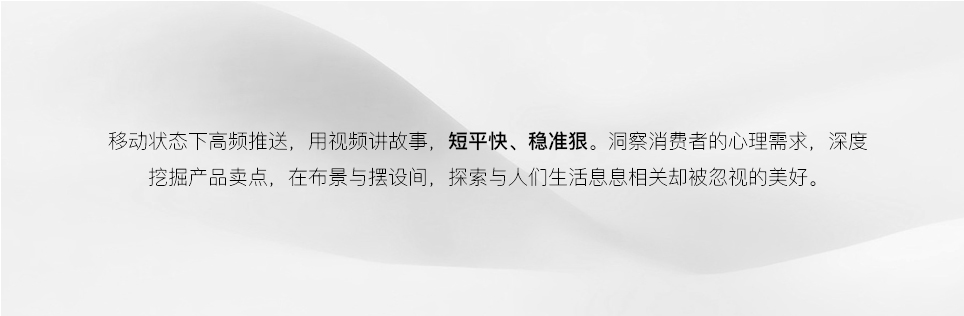 移动状态下高频推送，用视频讲故事，短平快、稳准狠。洞察消费者的心理需求，深度
挖掘产品卖点，在布景与摆设间，探索与人们生活息息相关却被忽视的美好。